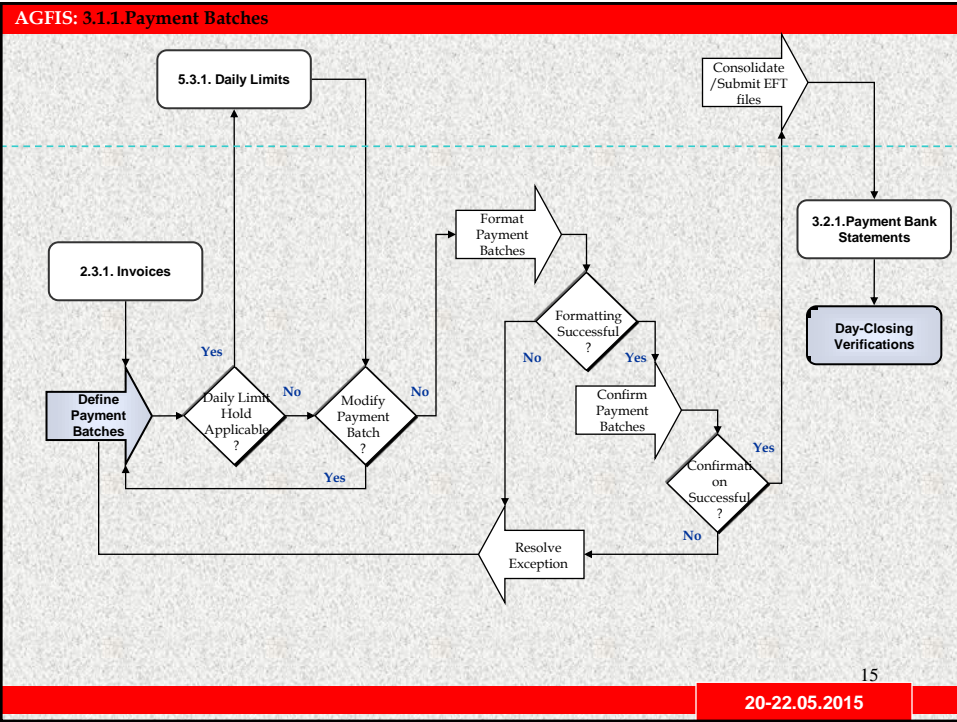 AGFIS: 3.1.1.Payment Batches
5.3.1. Daily Limits
Consolidate
/Submit EFT
files
Format
Payment
Batches
3.2.1.Payment Bank
Statements
2.3.1. Invoices
Formatting
Successful
?
Day-Closing
Verifications
Yes
No
Yes
Define
Payment
Batches
Daily Limit
Hold
Applicable
?
No
Modify
Payment
Batch
?
No
Confirm
Payment
Batches
Yes
Yes
Confirmati
on
Successful
?
No
Resolve
Exception
15
20-22.05.2015